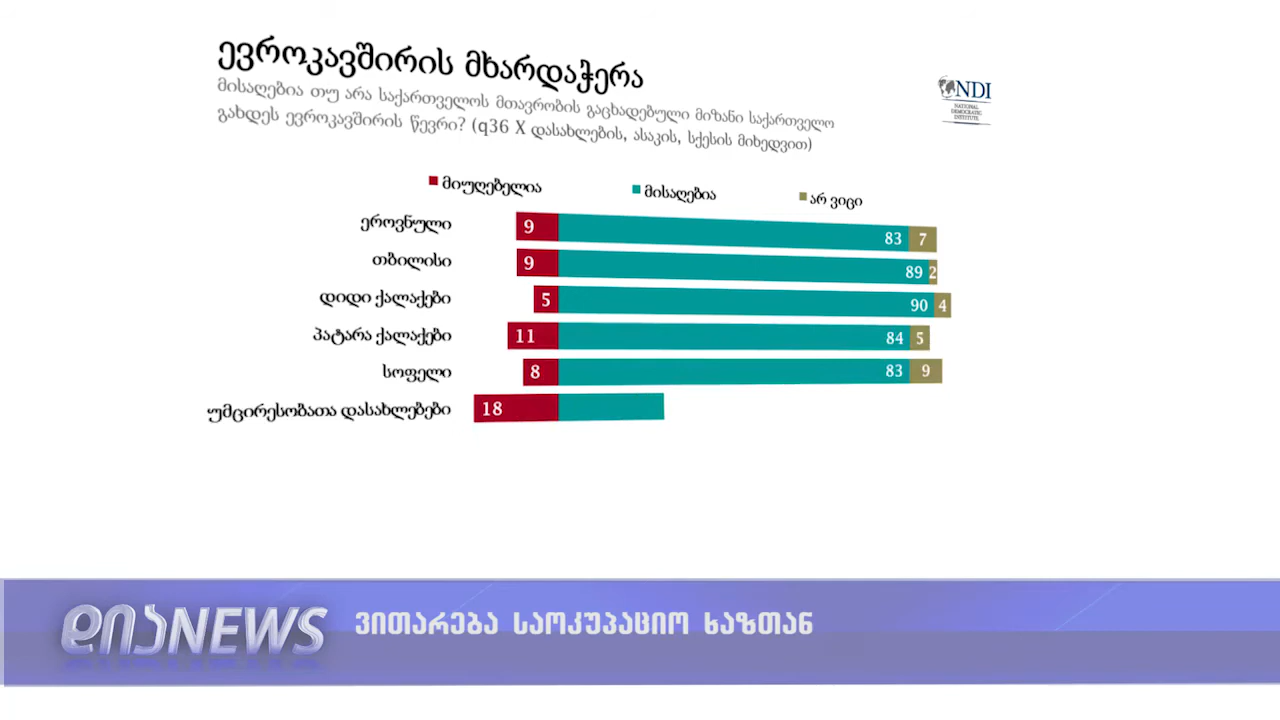 ევროკავშირის მხარდაჭერა
მისაღებია თუ არა საქართველოს მთავრობის გაცხადებული მიზანი საქართველო
გახდეს ევროკავშირის წევრი? (q36 X დასახლების, ასაკის, სქესის მიხედვით)
NDI
NATIONAL
DEMOCRATIC
INSTITUTE
მიუღებელია მისაღებია არ ვიცი
ეროვნული 9 83 7
თბილისი 9 89 2
დიდი ქალაქები 5 90 4
პატარა ქალაქები 11 84 5
სოფელი 8 83 9
უმცირესობათა დასახლებები 18
დიაNEWS ვითარება საოკუპაციო ხაზთან